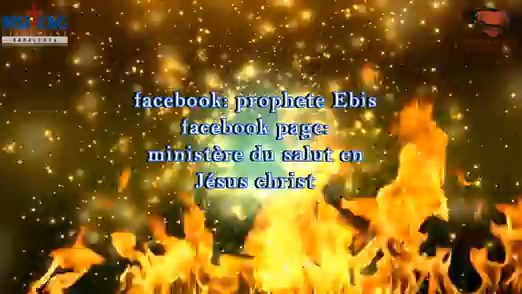 facebook: prophete Ebis
facebook page:
ministère du salut en
Jésus christ